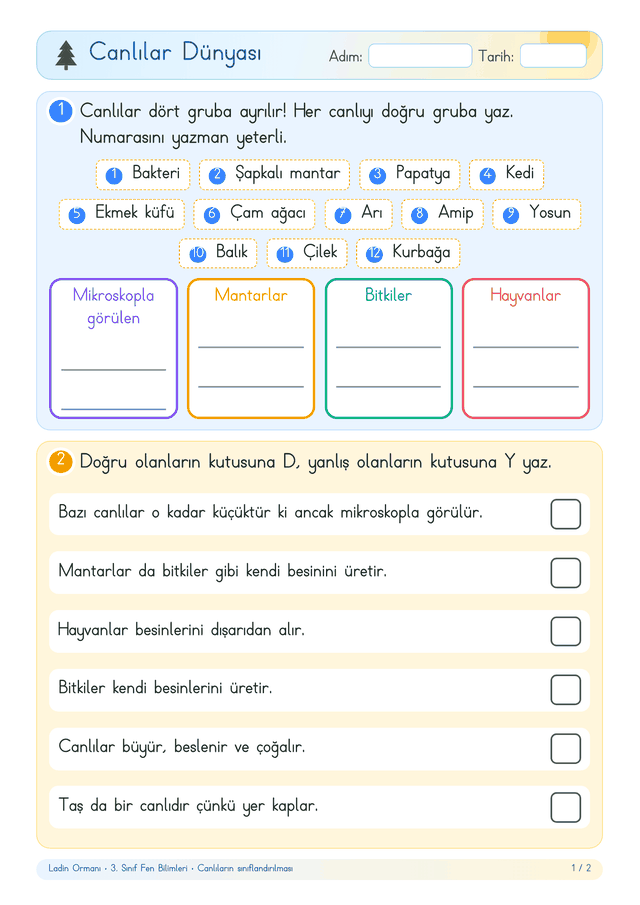 Canlılar Dünyası
Adım:
Tarih:
1 Canlılar dört gruba ayrılır! Her canlıyı doğru gruba yaz.
Numarasını yazman yeterli.
1 Bakteri 2 Şapkalı mantar 3 Papatya 4 Kedi
5 Ekmek küfü 6 Çam ağacı 7 Arı 8 Amip 9 Yosun
10 Balık 11 Çilek 12 Kurbağa
Mikroskopla
görülen
Mantarlar
Bitkiler
Hayvanlar
2 Doğru olanların kutusuna D, yanlış olanların kutusuna Y yaz.
Bazı canlılar o kadar küçüktür ki ancak mikroskopla görülür.
Mantarlar da bitkiler gibi kendi besinini üretir.
Hayvanlar besinlerini dışarıdan alır.
Bitkiler kendi besinlerini üretir.
Canlılar büyür, beslenir ve çoğalır.
Taş da bir canlıdır çünkü yer kaplar.
Ladin Ormanı • 3. Sınıf Fen Bilimleri • Canlıların sınıflandırılması
1 / 2